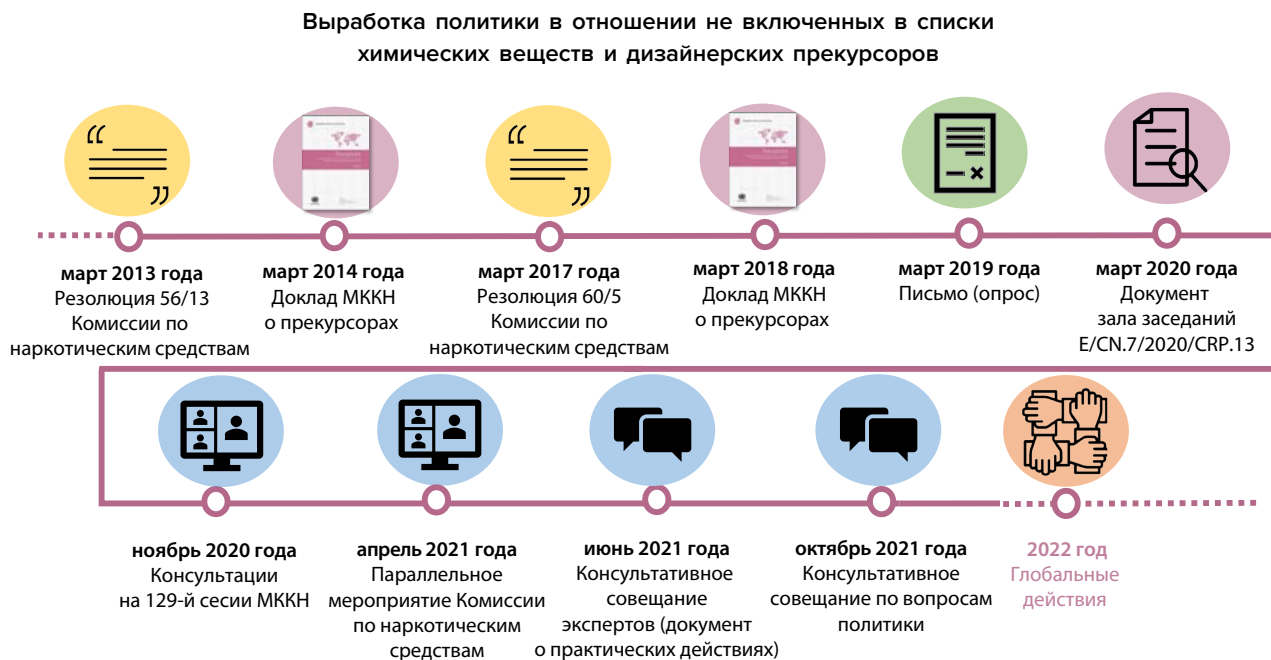 Выработка политики в отношении не включенных в списки
химических веществ и дизайнерских прекурсоров
март 2013 года
Резолюция 56/13
Комиссии по
наркотическим средствам
март 2014 года
Доклад МККН
о прекурсорах
март 2017 года
Резолюция 60/5
Комиссии по
наркотическим средствам
март 2018 года
Доклад МККН
о прекурсорах
март 2019 года
Письмо (опрос)
март 2020 года
Документ
зала заседаний
E/CN.7/2020/CRP.13
ноябрь 2020 года
Консультации
на 129-й сессии МККН
апрель 2021 года
Параллельное
мероприятие Комиссии
по наркотическим
средствам
июнь 2021 года
Консультативное
совещание
экспертов (документ
о практических действиях)
октябрь 2021 года
Консультативное
совещание по вопросам
политики
2022 год
Глобальные
действия